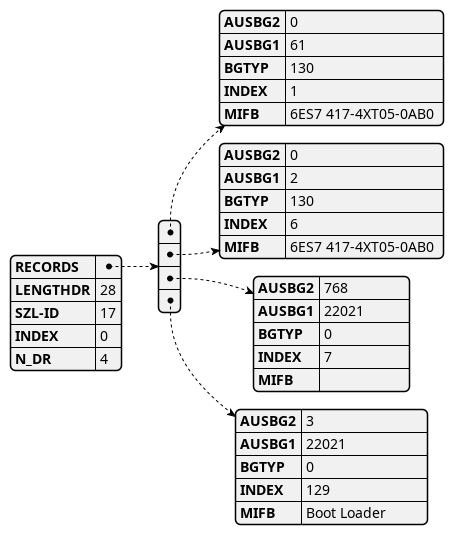 AUSBG2 0
AUSBG1 61
BGTYP 130
INDEX 1
MIFB 6ES7 417-4XT05-0AB0
AUSBG2 0
AUSBG1 2
BGTYP 130
INDEX 6
MIFB 6ES7 417-4XT05-0AB0
RECORDS
LENGTHDR 28
SZL-ID 17
INDEX 0
N_DR 4
AUSBG2 768
AUSBG1 22021
BGTYP 0
INDEX 7
MIFB
AUSBG2 3
AUSBG1 22021
BGTYP 0
INDEX 129
MIFB Boot Loader